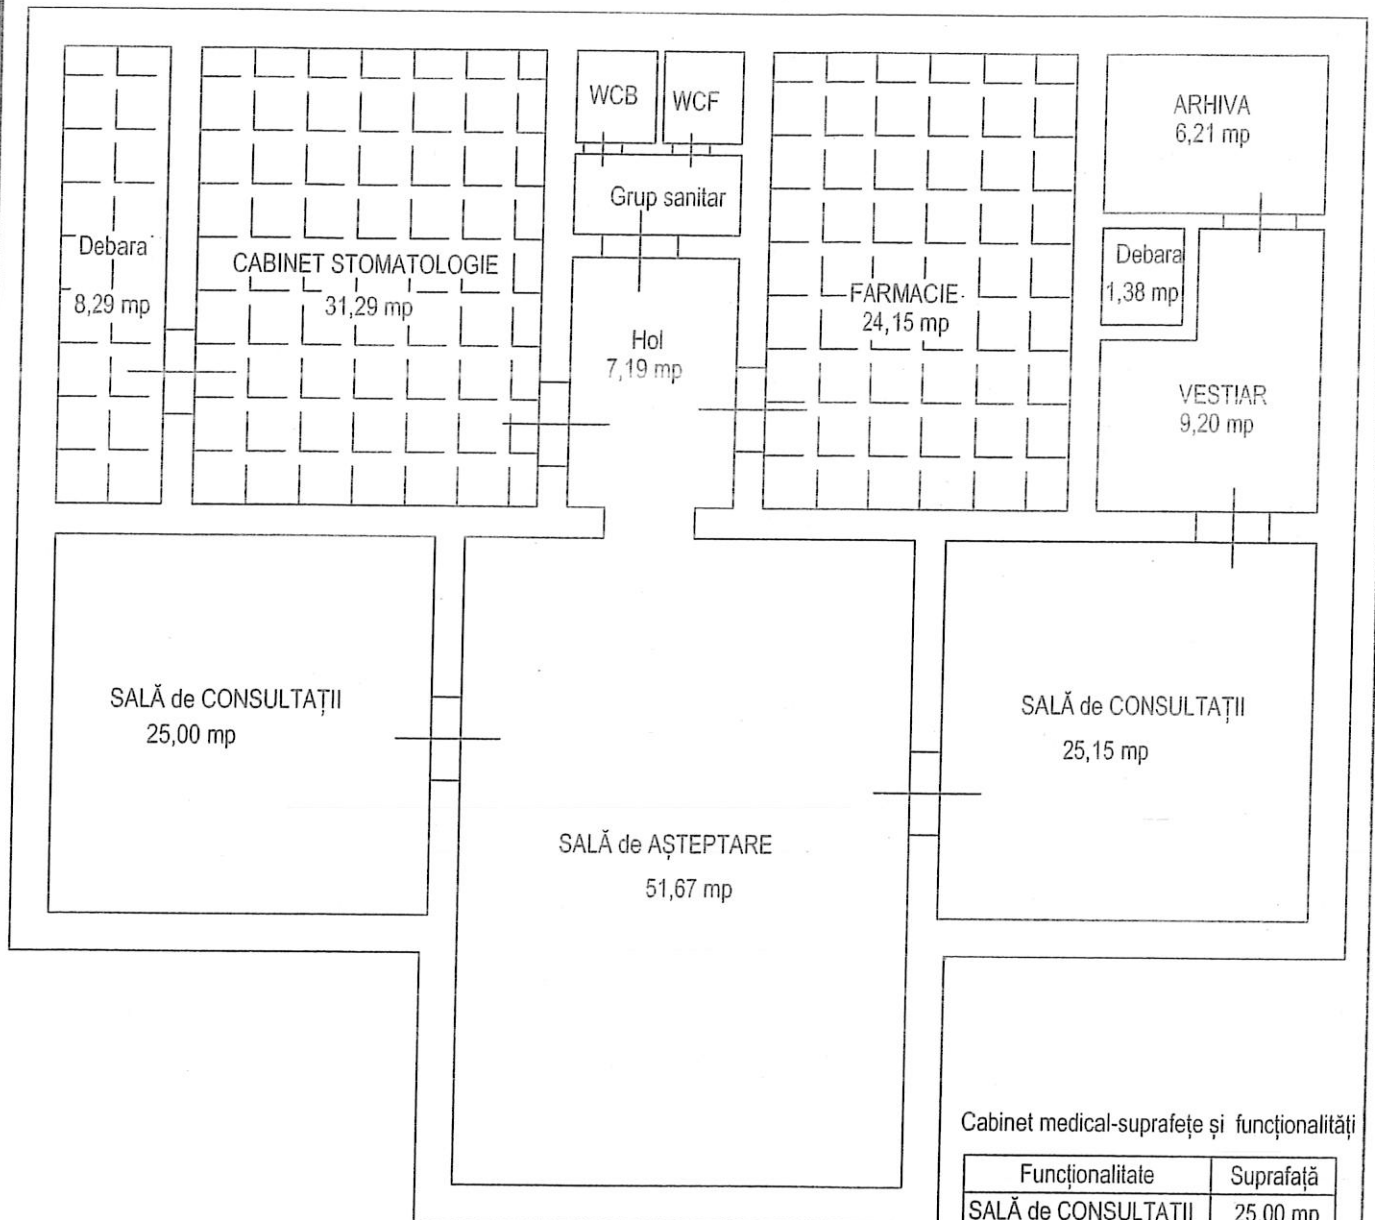 WCB
WCF
ARHIVA
6,21 mp
Grup sanitar
Debara
8,29 mp
CABINET STOMATOLOGIE
31,29 mp
Hol
7,19 mp
FARMACIE
24,15 mp
Debara
1,38 mp
VESTIAR
9,20 mp
SALĂ de CONSULTAȚII
25,00 mp
SALĂ de AȘTEPTARE
51,67 mp
SALĂ de CONSULTAȚII
25,15 mp
Cabinet medical-suprafețe și funcționalități
Funcționalitate Suprafață
SALĂ de CONSULTAȚII 25,00 mp